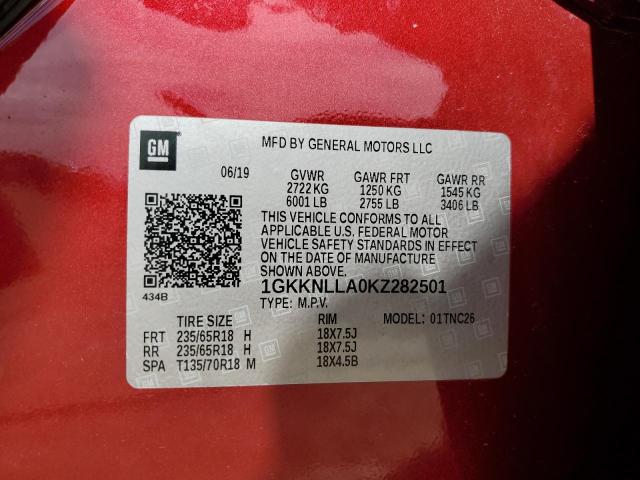 GM
MFD BY GENERAL MOTORS LLC
06/19 GVWR GAWR FRT GAWR RR
2722 KG 1250 KG 1545 KG
6001 LB 2755 LB 3406 LB
THIS VEHICLE CONFORMS TO ALL
APPLICABLE U.S. FEDERAL MOTOR
VEHICLE SAFETY STANDARDS IN EFFECT
ON THE DATE OF MANUFACTURE
SHOWN ABOVE.
434B
1GKKNLLA0KZ282501
TYPE: M.P.V.
TIRE SIZE RIM MODEL: 01TNC26
FRT 235/65R18 H 18X7.5J
RR 235/65R18 H 18X7.5J
SPA T135/70R18 M 18X4.5B